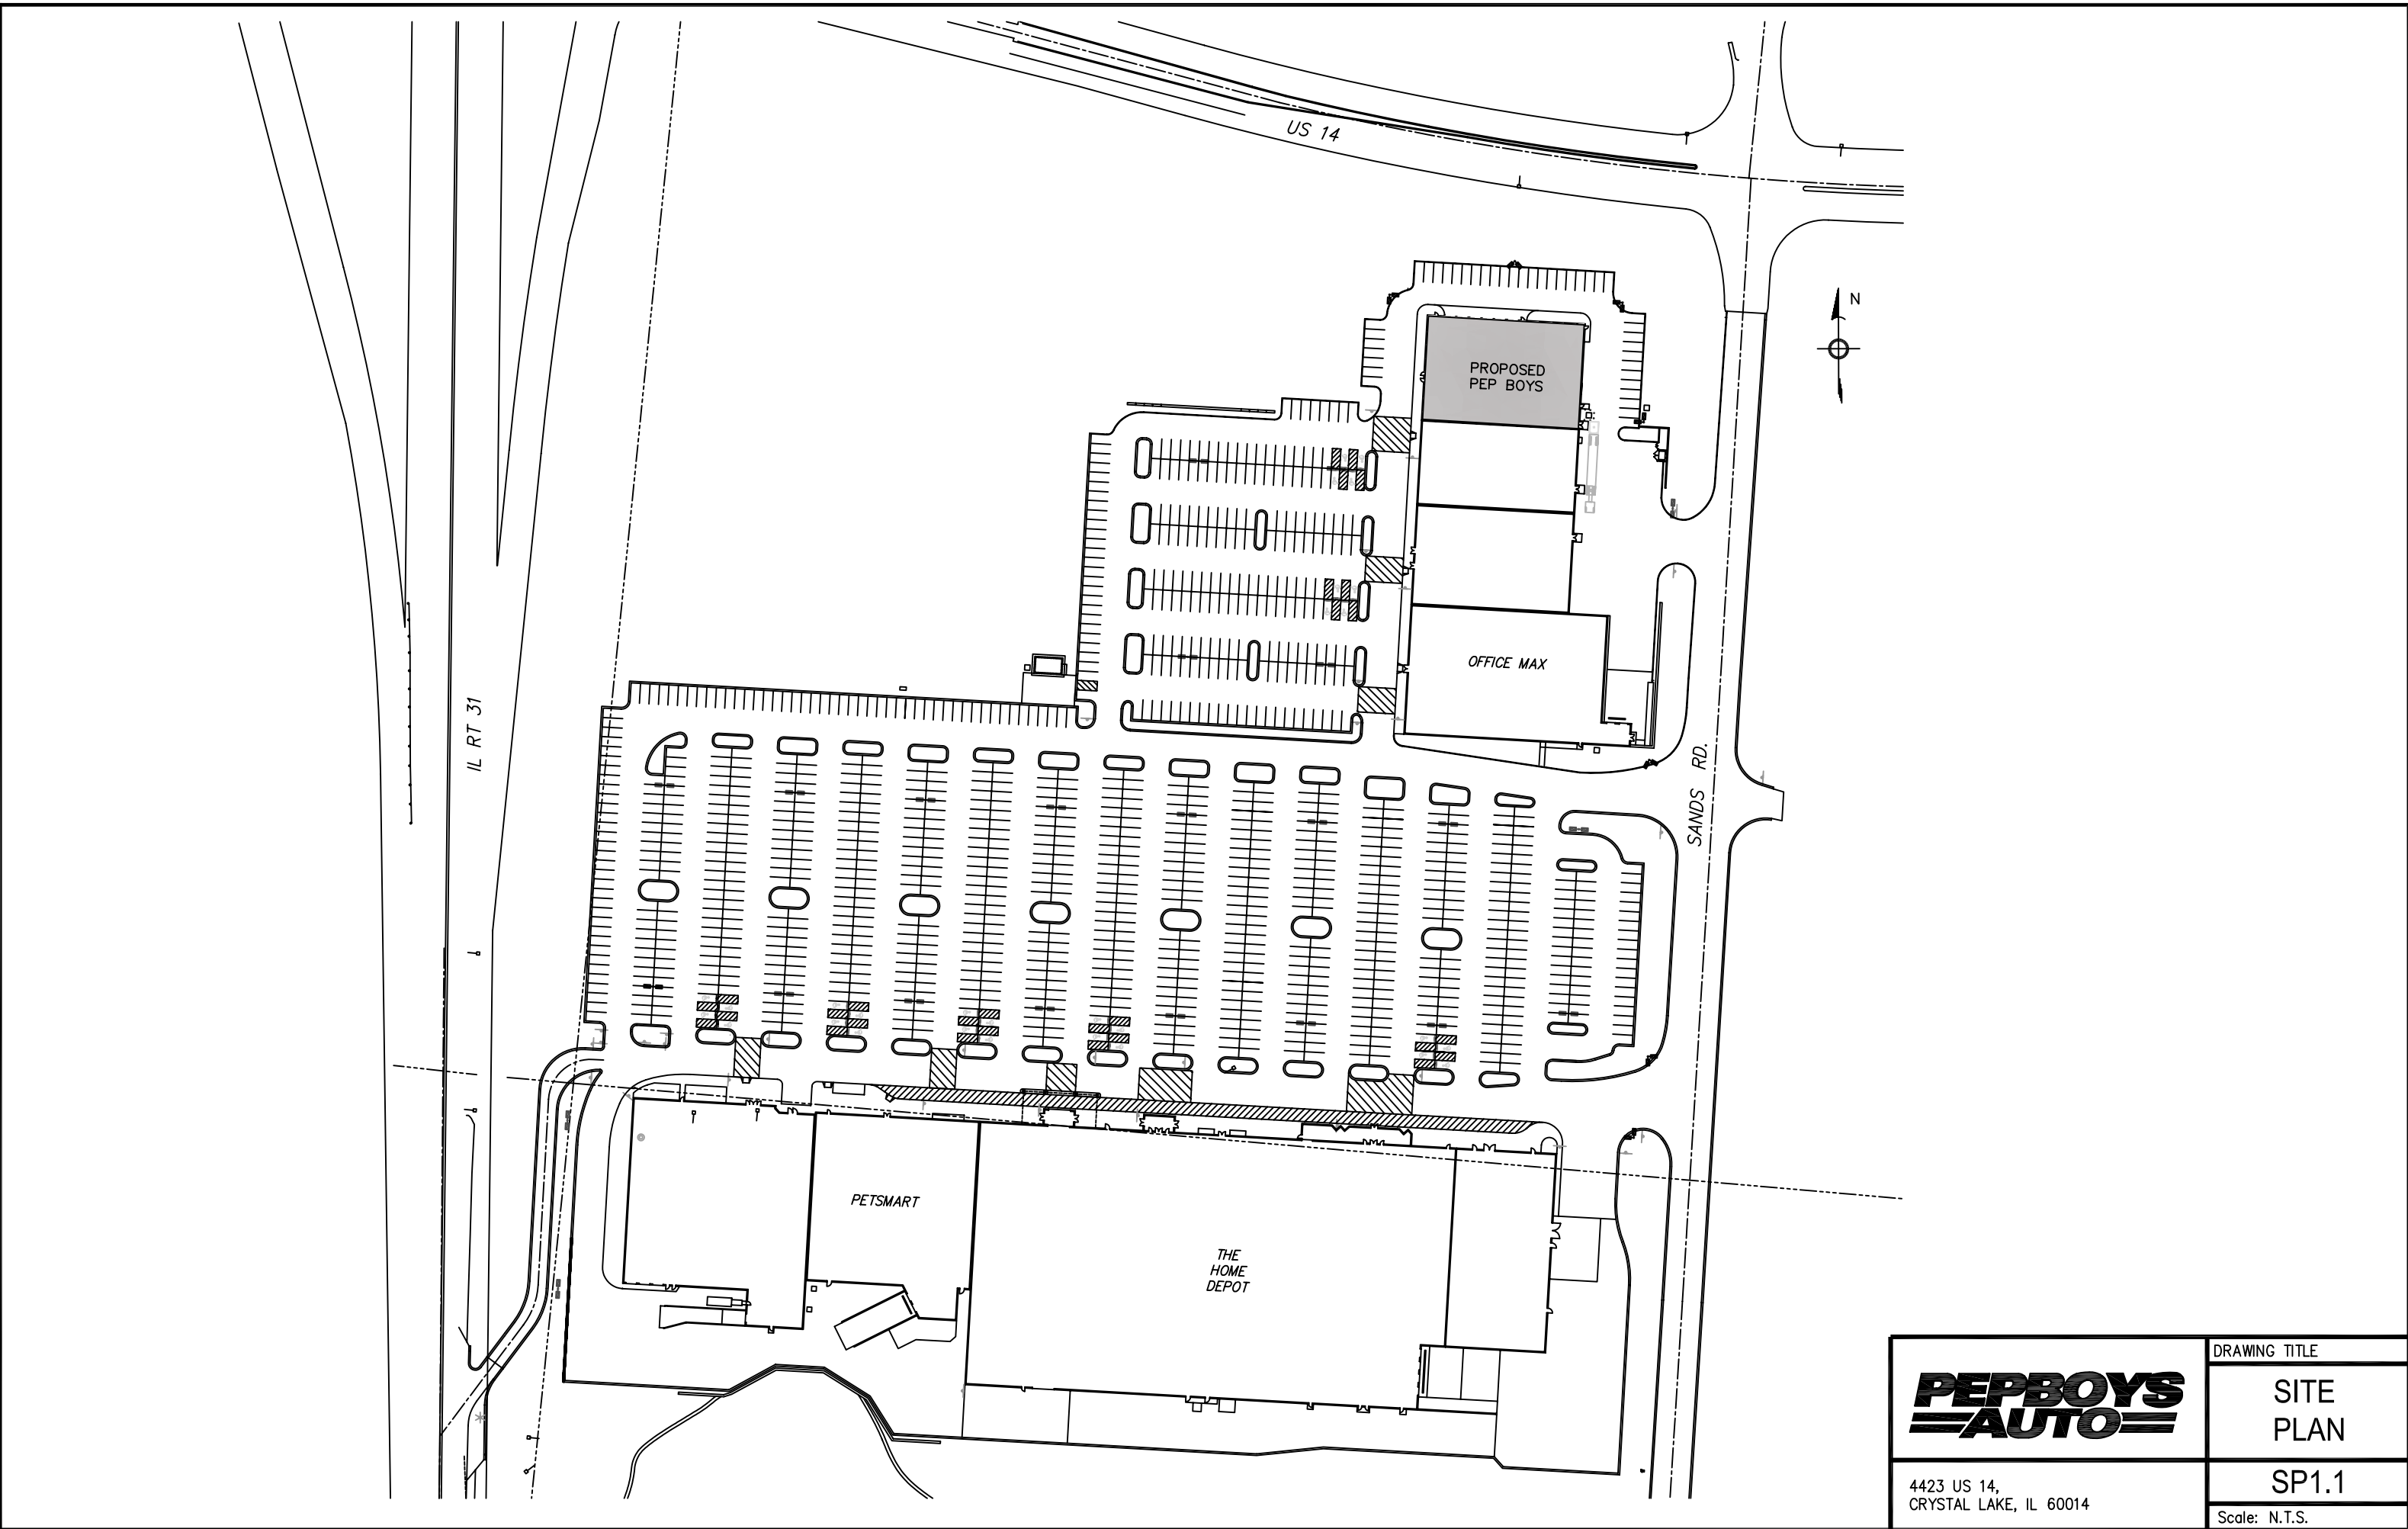 US 14
N
PROPOSED
PEP BOYS
OFFICE MAX
IL RT 31
SANDS RD.
PETSMART
THE
HOME
DEPOT
PEPBOYS
AUTO
DRAWING TITLE
SITE
PLAN
4423 US 14,
CRYSTAL LAKE, IL 60014
SP1.1
Scale: N.T.S.